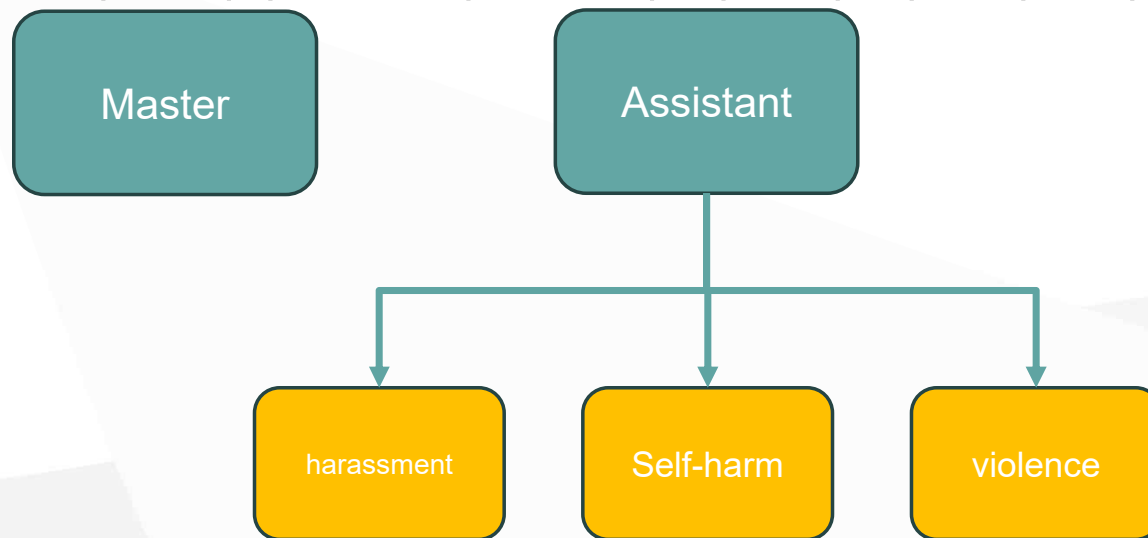 Master
Assistant
harassment
Self-harm
violence